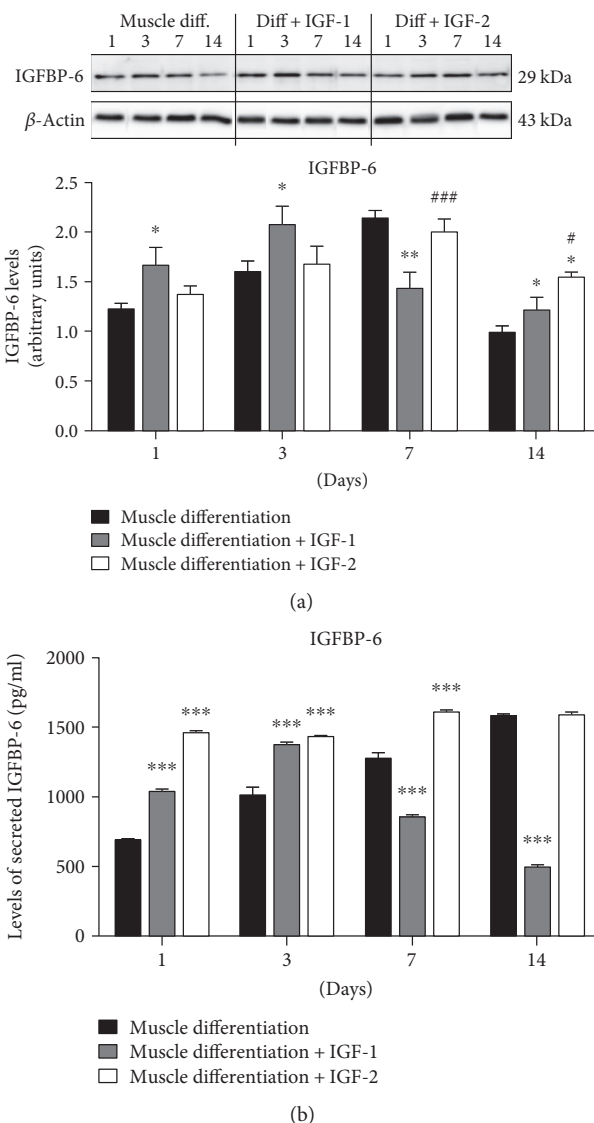 Muscle diff. Diff + IGF-1 Diff + IGF-2
1 3 7 14 1 3 7 14 1 3 7 14
IGFBP-6 29 kDa
β-Actin 43 kDa
IGFBP-6
IGFBP-6 levels
(arbitrary units)
2.5
2.0
1.5
1.0
0.5
0.0
*
*
**
###
*
#
*
1 3 7 14
(Days)
Muscle differentiation
Muscle differentiation + IGF-1
Muscle differentiation + IGF-2
(a)
IGFBP-6
Levels of secreted IGFBP-6 (pg/ml)
2000
1500
1000
500
0
***
***
***
***
***
***
***
1 3 7 14
(Days)
Muscle differentiation
Muscle differentiation + IGF-1
Muscle differentiation + IGF-2
(b)